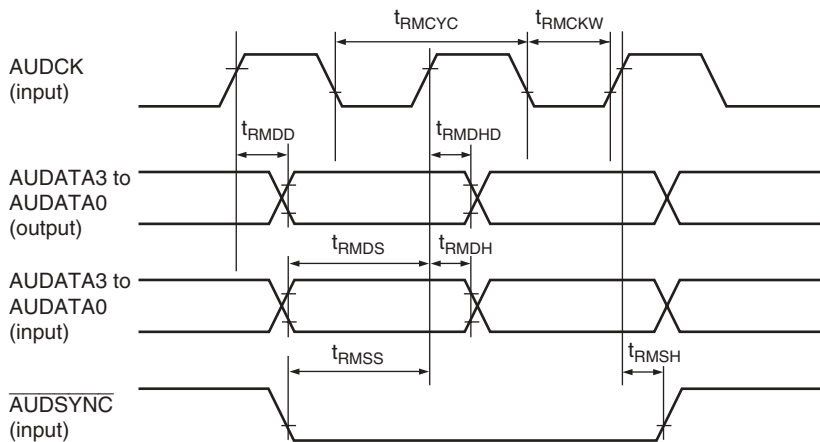 tRMCYC
tRMCKW
AUDCK
(input)
tRMDD
tRMDHD
AUDATA3 to
AUDATA0
(output)
tRMDS
tRMDH
AUDATA3 to
AUDATA0
(input)
tRMSS
tRMSH
AUDSYNC
(input)